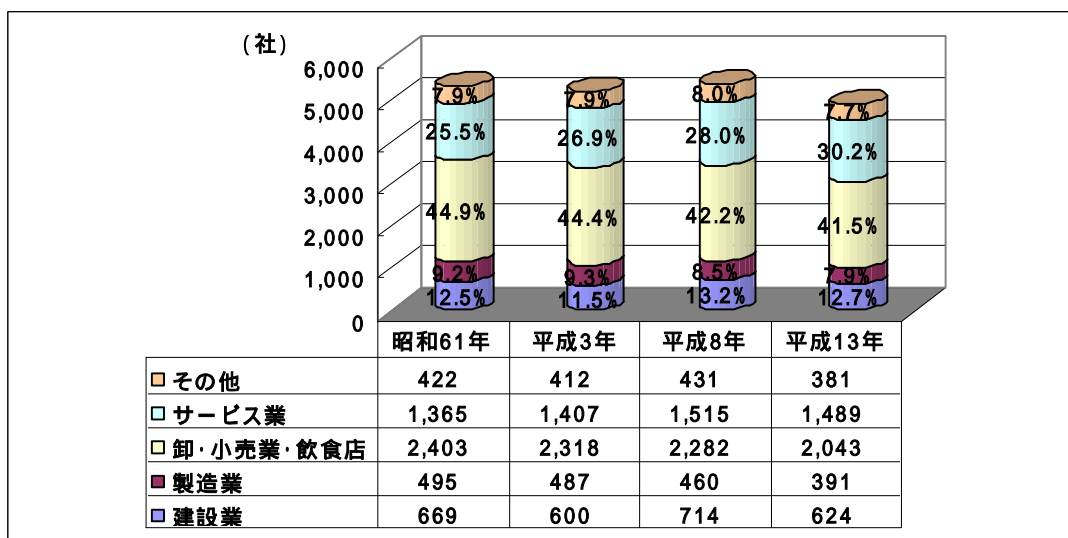 (社)
6,000
5,000
4,000
3,000
2,000
1,000
0
7.9% 7.9% 8.0% 7.7%
25.5% 26.9% 28.0% 30.2%
44.9% 44.4% 42.2% 41.5%
9.2% 9.3% 8.5% 7.9%
12.5% 11.5% 13.2% 12.7%
昭和61年 平成3年 平成8年 平成13年
その他 422 412 431 381
サービス業 1,365 1,407 1,515 1,489
卸・小売業・飲食店 2,403 2,318 2,282 2,043
製造業 495 487 460 391
建設業 669 600 714 624